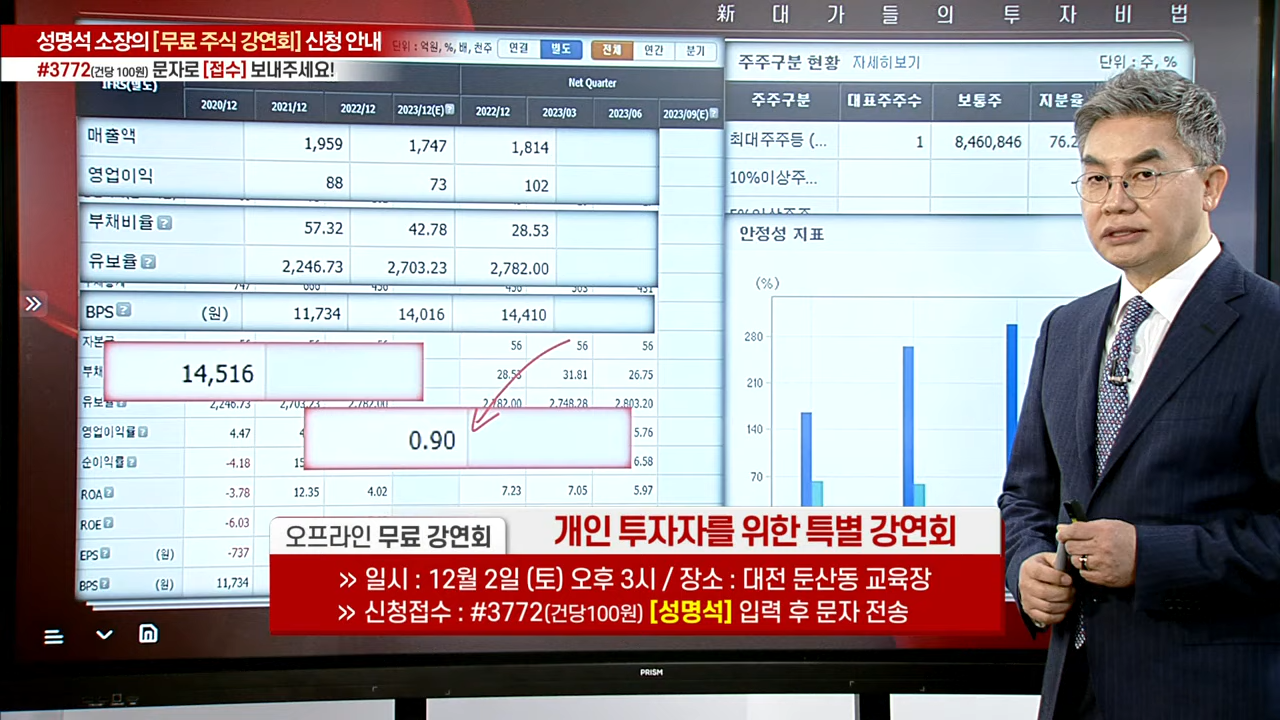 新 대 가 들 의 투 자 비 법
성명석 소장의 [무료 주식 강연회] 신청 안내
#3772(건당 100원) 문자로 [접수] 보내주세요!
단위 : 억원, %, 배, 천주 연결 별도 전체 연간 분기
IFRS(별도) Net Quarter
2020/12 2021/12 2022/12 2023/12(E) 2022/12 2023/03 2023/06 2023/09(E)
매출액 1,959 1,747 1,814
영업이익 88 73 102
부채비율 57.32 42.78 28.53
유보율 2,246.73 2,703.23 2,782.00
BPS (원) 11,734 14,016 14,410
56 56 56
14,516
28.53 31.81 26.75
유보율 2,246.73 2,703.23 2,782.00 2,782.00 2,748.28 2,803.20
영업이익률 4.47 5.76
0.90
순이익률 -4.18 6.58
ROA -3.78 12.35 4.02 7.23 7.05 5.97
ROE -6.03
EPS (원) -737
BPS (원) 11,734
주주구분 현황 자세히보기 단위 : 주, %
주주구분 대표주주수 보통주 지분율
최대주주등 (... 1 8,460,846 76.2
10%이상주...
안정성 지표
(%)
280
210
140
70
오프라인 무료 강연회 개인 투자자를 위한 특별 강연회
» 일시 : 12월 2일 (토) 오후 3시 / 장소 : 대전 둔산동 교육장
» 신청접수 : #3772(건당100원) [성명석] 입력 후 문자 전송
PRISM